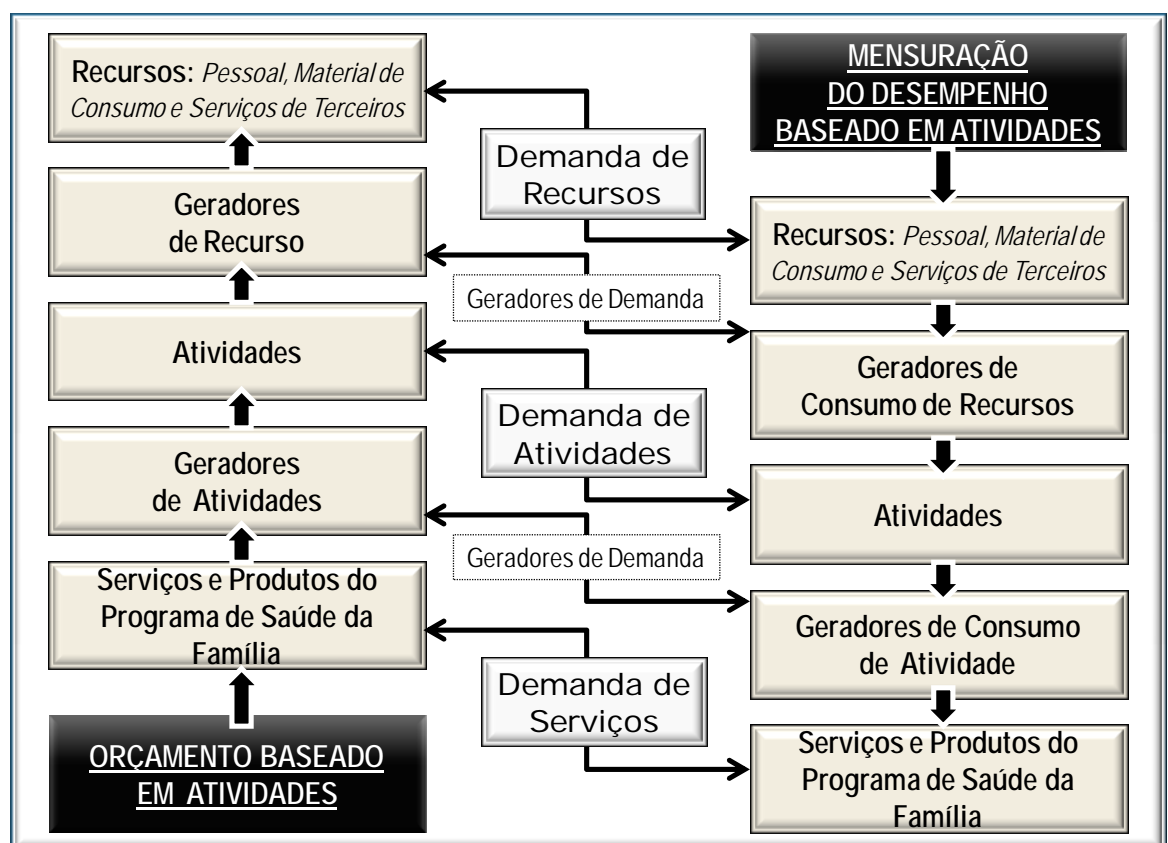 Recursos: Pessoal, Material de
Consumo e Serviços de Terceiros
Geradores
de Recurso
Atividades
Geradores
de Atividades
Serviços e Produtos do
Programa de Saúde da
Família
ORÇAMENTO BASEADO
EM ATIVIDADES
Demanda de
Recursos
Geradores de Demanda
Demanda de
Atividades
Geradores de Demanda
Demanda de
Serviços
MENSURAÇÃO
DO DESEMPENHO
BASEADO EM ATIVIDADES
Recursos: Pessoal, Material de
Consumo e Serviços de Terceiros
Geradores de
Consumo de Recursos
Atividades
Geradores de Consumo
de Atividade
Serviços e Produtos do
Programa de Saúde da
Família